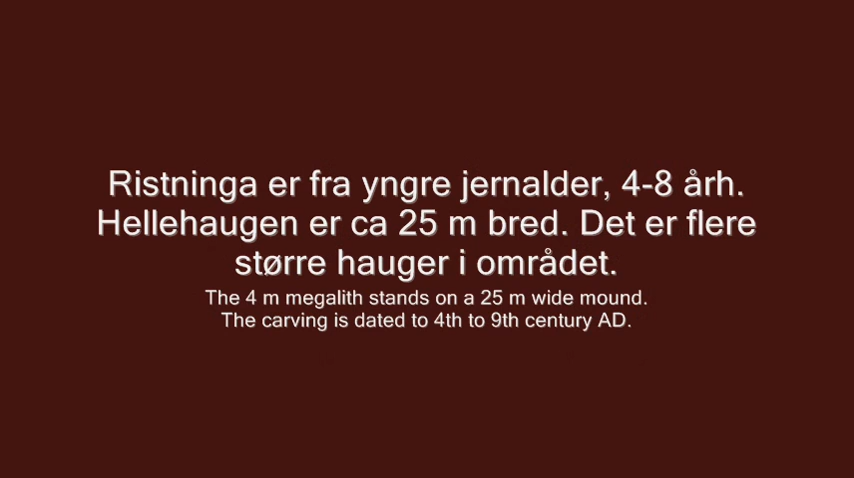 Ristninga er fra yngre jernalder, 4-8 årh.
Hellehaugen er ca 25 m bred. Det er flere
større hauger i området.
The 4 m megalith stands on a 25 m wide mound.
The carving is dated to 4th to 9th century AD.